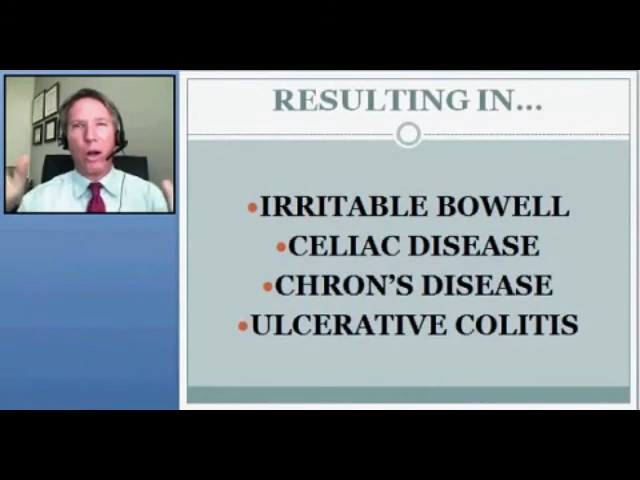 RESULTING IN...
•IRRITABLE BOWELL
•CELIAC DISEASE
•CHRON'S DISEASE
•ULCERATIVE COLITIS